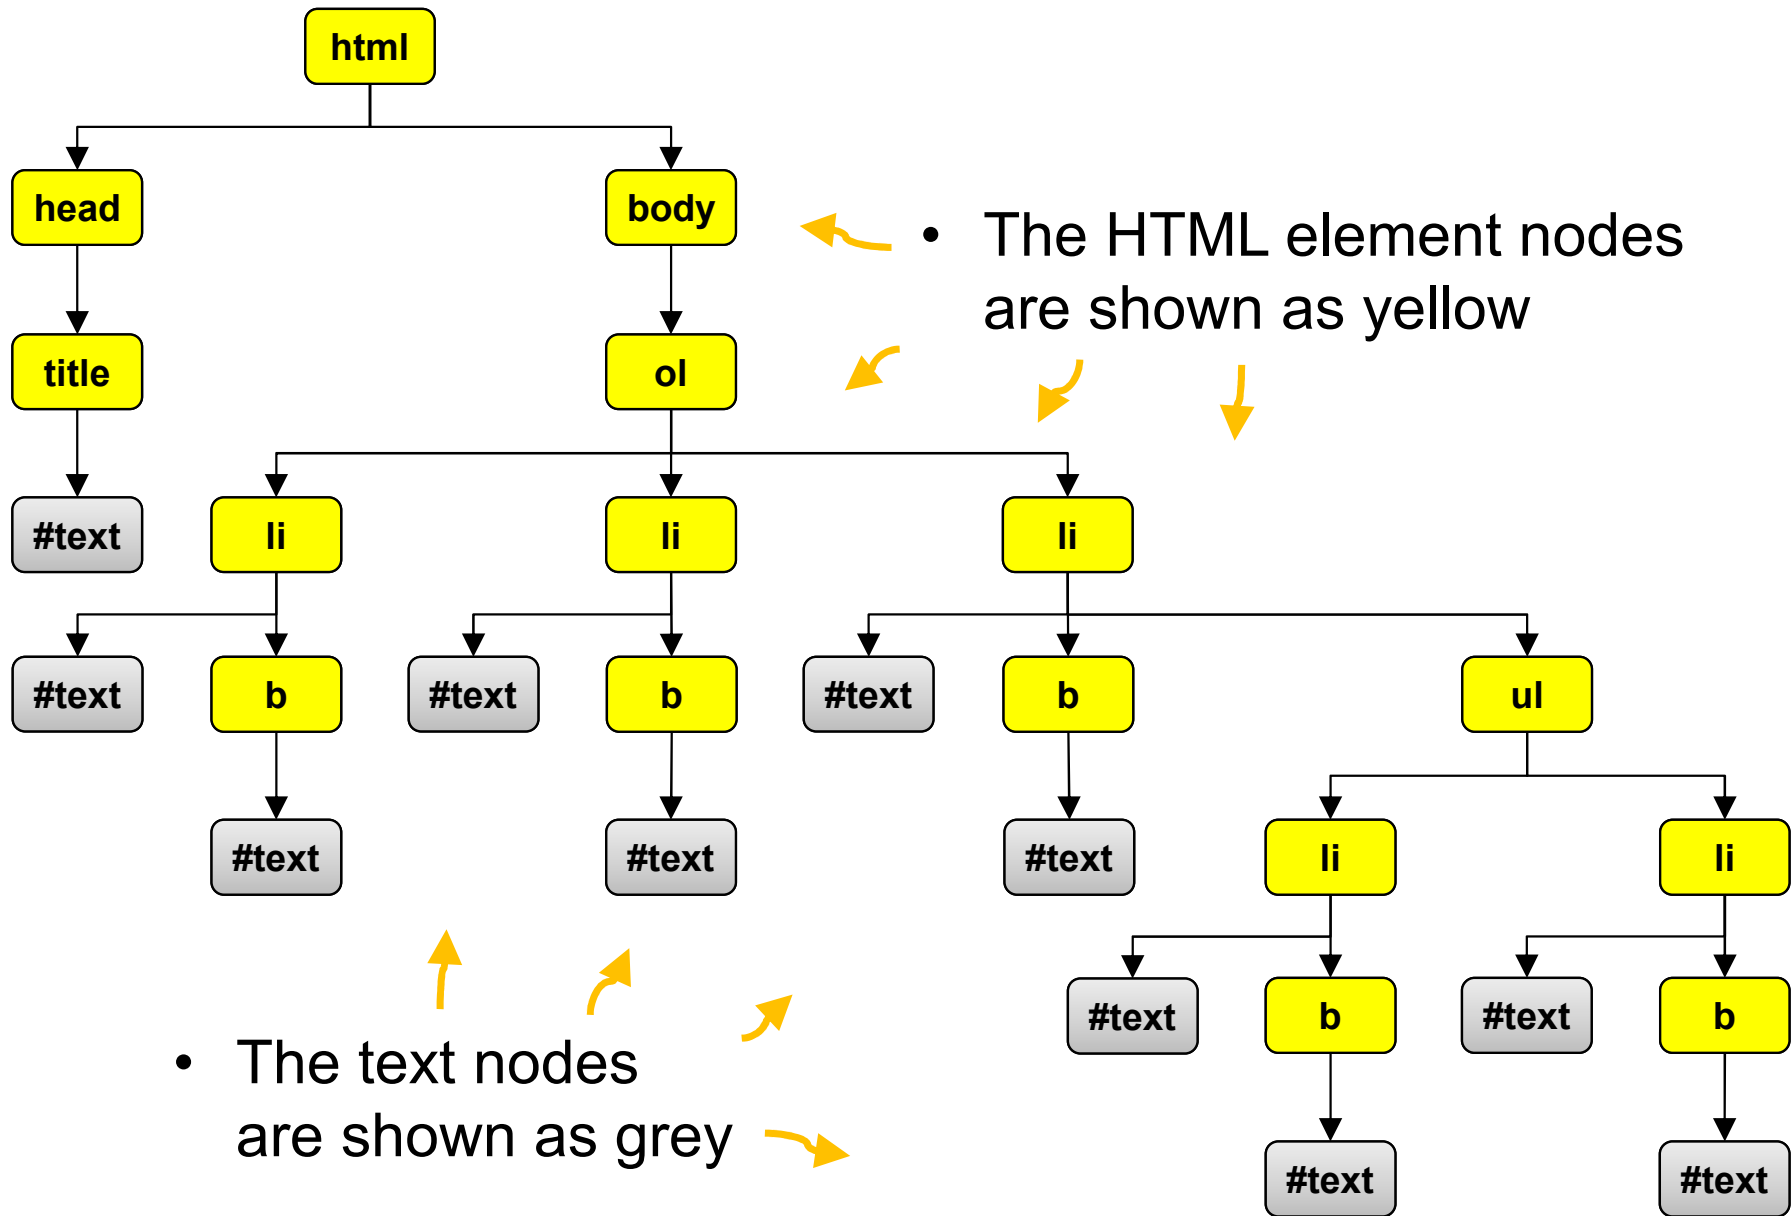 html
head
body
• The HTML element nodes
are shown as yellow
title
ol
#text
li
li
li
#text
b
#text
b
#text
b
ul
#text
#text
#text
li
li
#text
b
#text
b
• The text nodes
are shown as grey
#text
#text